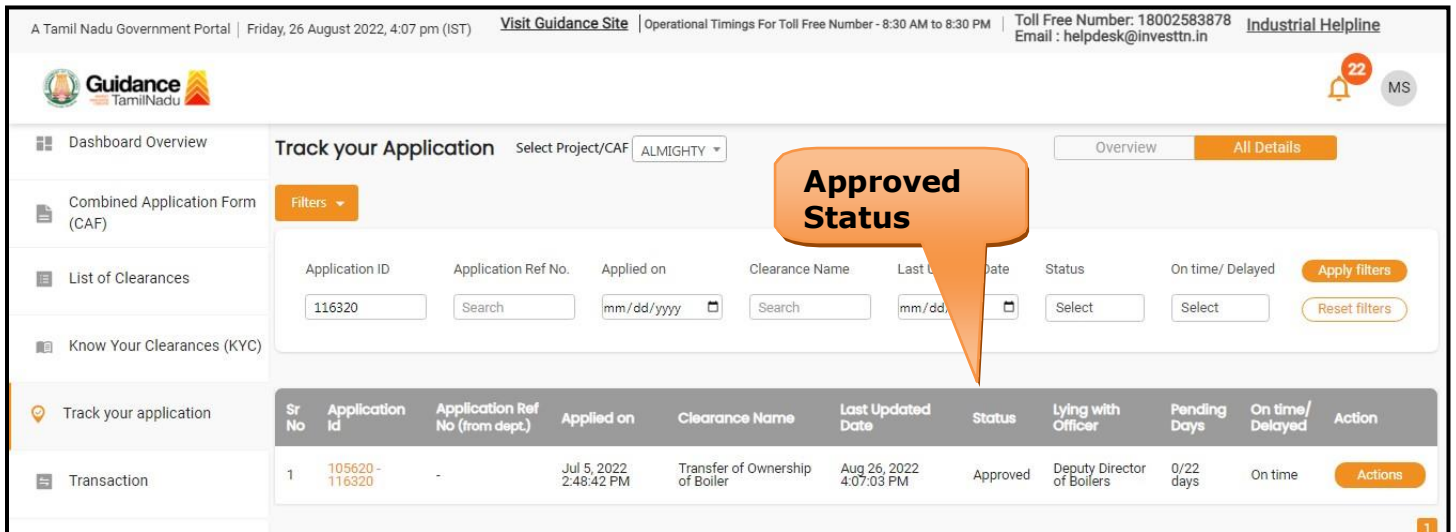 A Tamil Nadu Government Portal | Friday, 26 August 2022, 4:07 pm (IST) Visit Guidance Site | Operational Timings For Toll Free Number - 8:30 AM to 8:30 PM | Toll Free Number: 18002583878 Industrial Helpline
Email : helpdesk@investtn.in
Guidance
TamilNadu
22
MS
Dashboard Overview
Track your Application Select Project/CAF ALMIGHTY
Overview All Details
Approved
Status
Combined Application Form
(CAF)
Filters
List of Clearances
Application ID Application Ref No. Applied on Clearance Name Last U Date Status On time/ Delayed Apply filters
116320 Search mm/dd/yyyy Search mm/dd/ Select Select Reset filters
Know Your Clearances (KYC)
Track your application
Sr No Application Id Application Ref No (from dept.) Applied on Clearance Name Last Updated Date Status Lying with Officer Pending Days On time/ Delayed Action
1 105620 - 116320 - Jul 5, 2022 2:48:42 PM Transfer of Ownership of Boiler Aug 26, 2022 4:07:03 PM Approved Deputy Director of Boilers 0/22 days On time Actions
Transaction
1